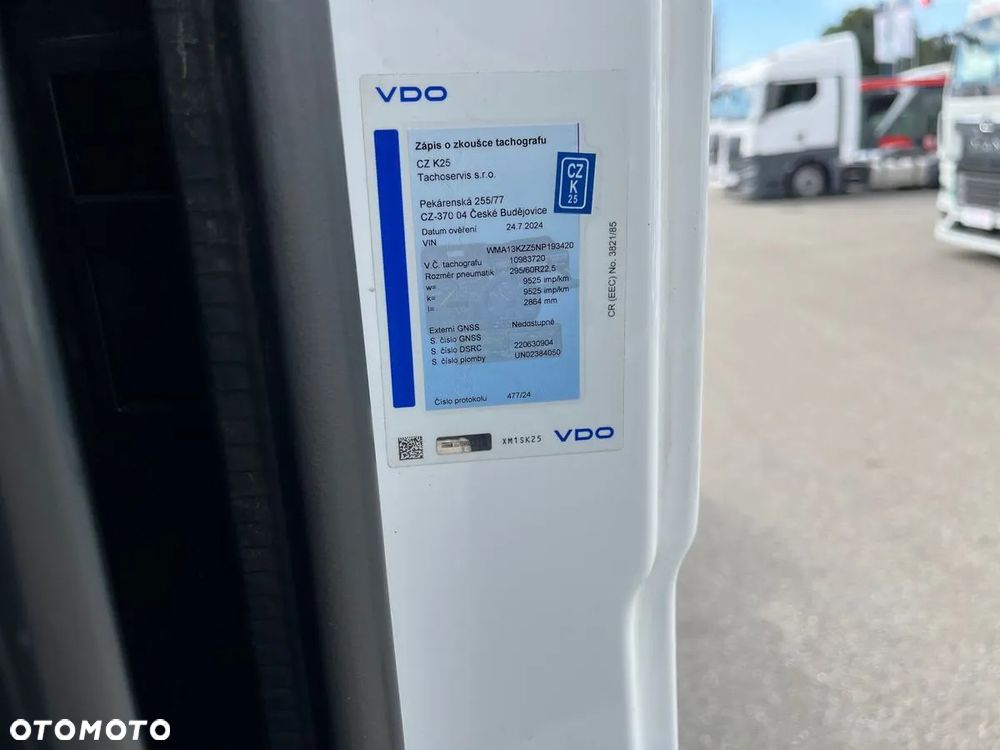 VDO
Zápis o zkoušce tachografu
CZ K25
Tachoservis s.r.o.
CZ
K
25
Pekárenská 255/77
CZ-370 04 České Budějovice
Datum ověření 24.7.2024
VIN WMA13KZZ5NP193420
V.Č. tachografu 10983720
Rozměr pneumatik 295/60R22,5
w= 9525 imp/km
k= 9525 imp/km
l= 2864 mm
Externí GNSS Nedostupné
S. číslo GNSS
S. číslo DSRC 220630904
S. číslo plomby UN02384050
Číslo protokolu 477/24
CR (EEC) No. 3821/85
XM1SK25
VDO
OTOMOTO